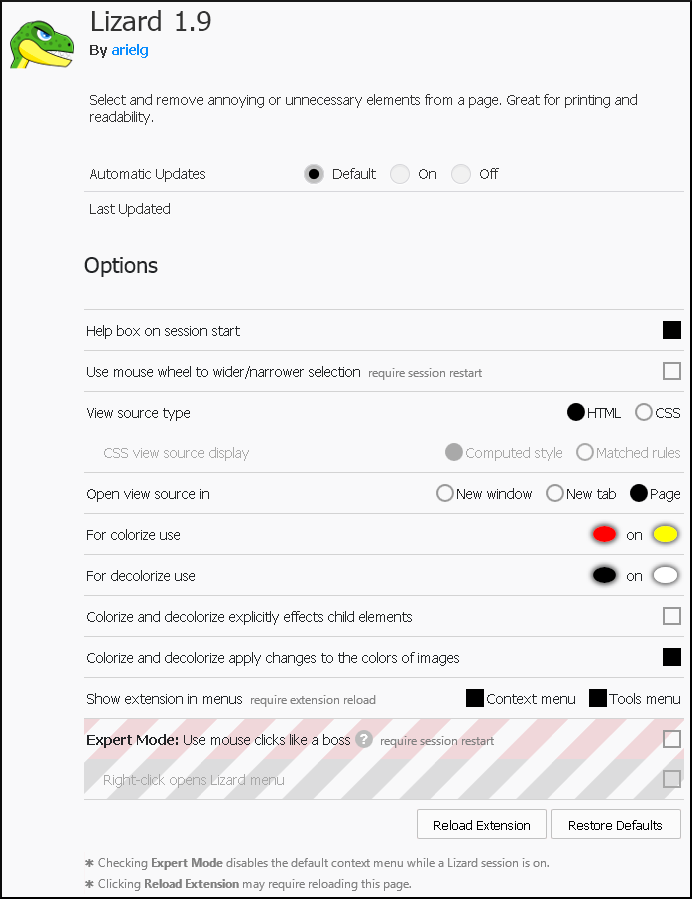 Lizard 1.9
By arielg
Select and remove annoying or unnecessary elements from a page. Great for printing and
readability.
Automatic Updates Default On Off
Last Updated
Options
Help box on session start
Use mouse wheel to wider/narrower selection require session restart
View source type HTML CSS
CSS view source display Computed style Matched rules
Open view source in New window New tab Page
For colorize use on
For decolorize use on
Colorize and decolorize explicitly effects child elements
Colorize and decolorize apply changes to the colors of images
Show extension in menus require extension reload Context menu Tools menu
Expert Mode: Use mouse clicks like a boss ? require session restart
Right-click opens Lizard menu
Reload Extension Restore Defaults
✱ Checking Expert Mode disables the default context menu while a Lizard session is on.
✱ Clicking Reload Extension may require reloading this page.